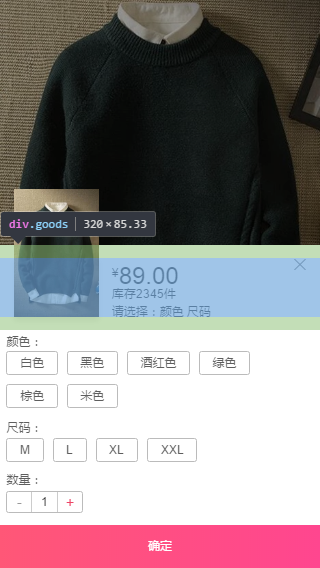 div.goods 320×85.33
¥89.00
库存2345件
请选择：颜色 尺码
颜色：
白色 黑色 酒红色 绿色
棕色 米色
尺码：
M L XL XXL
数量：
- 1 +
确定